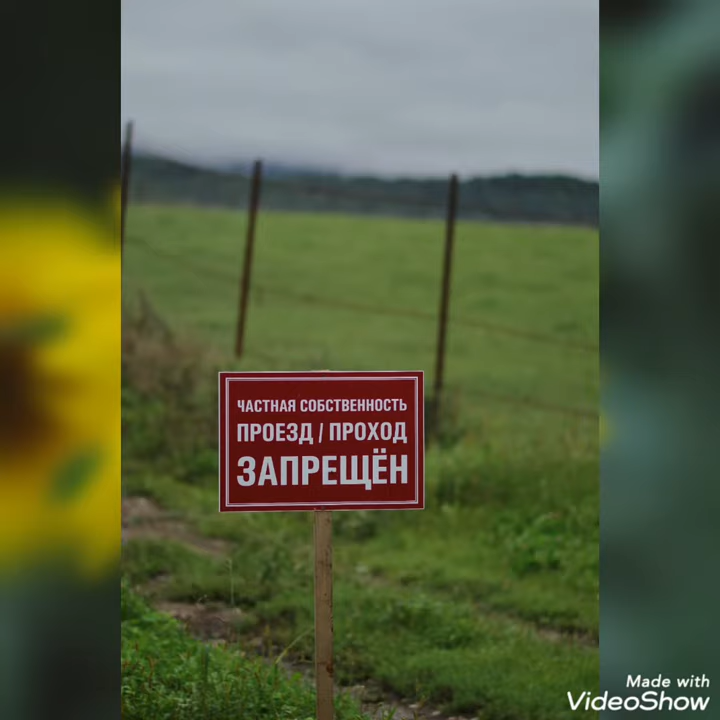 ЧАСТНАЯ СОБСТВЕННОСТЬ
ПРОЕЗД / ПРОХОД
ЗАПРЕЩЁН
Made with
VideoShow